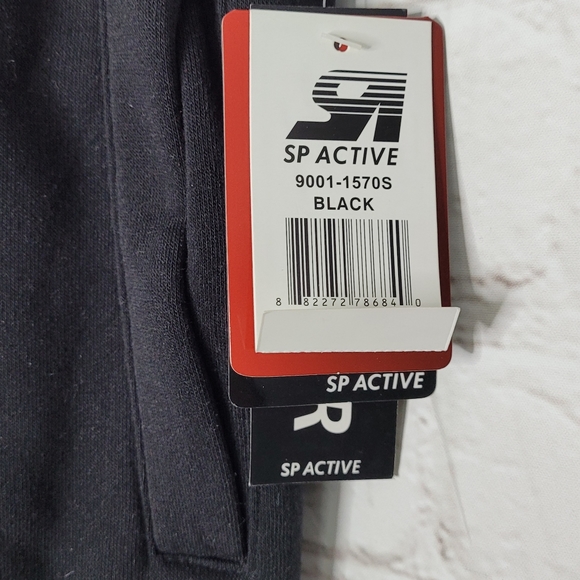 SP ACTIVE
9001-1570S
BLACK
8 82272 78684 0
SP ACTIVE
R
SP ACTIVE